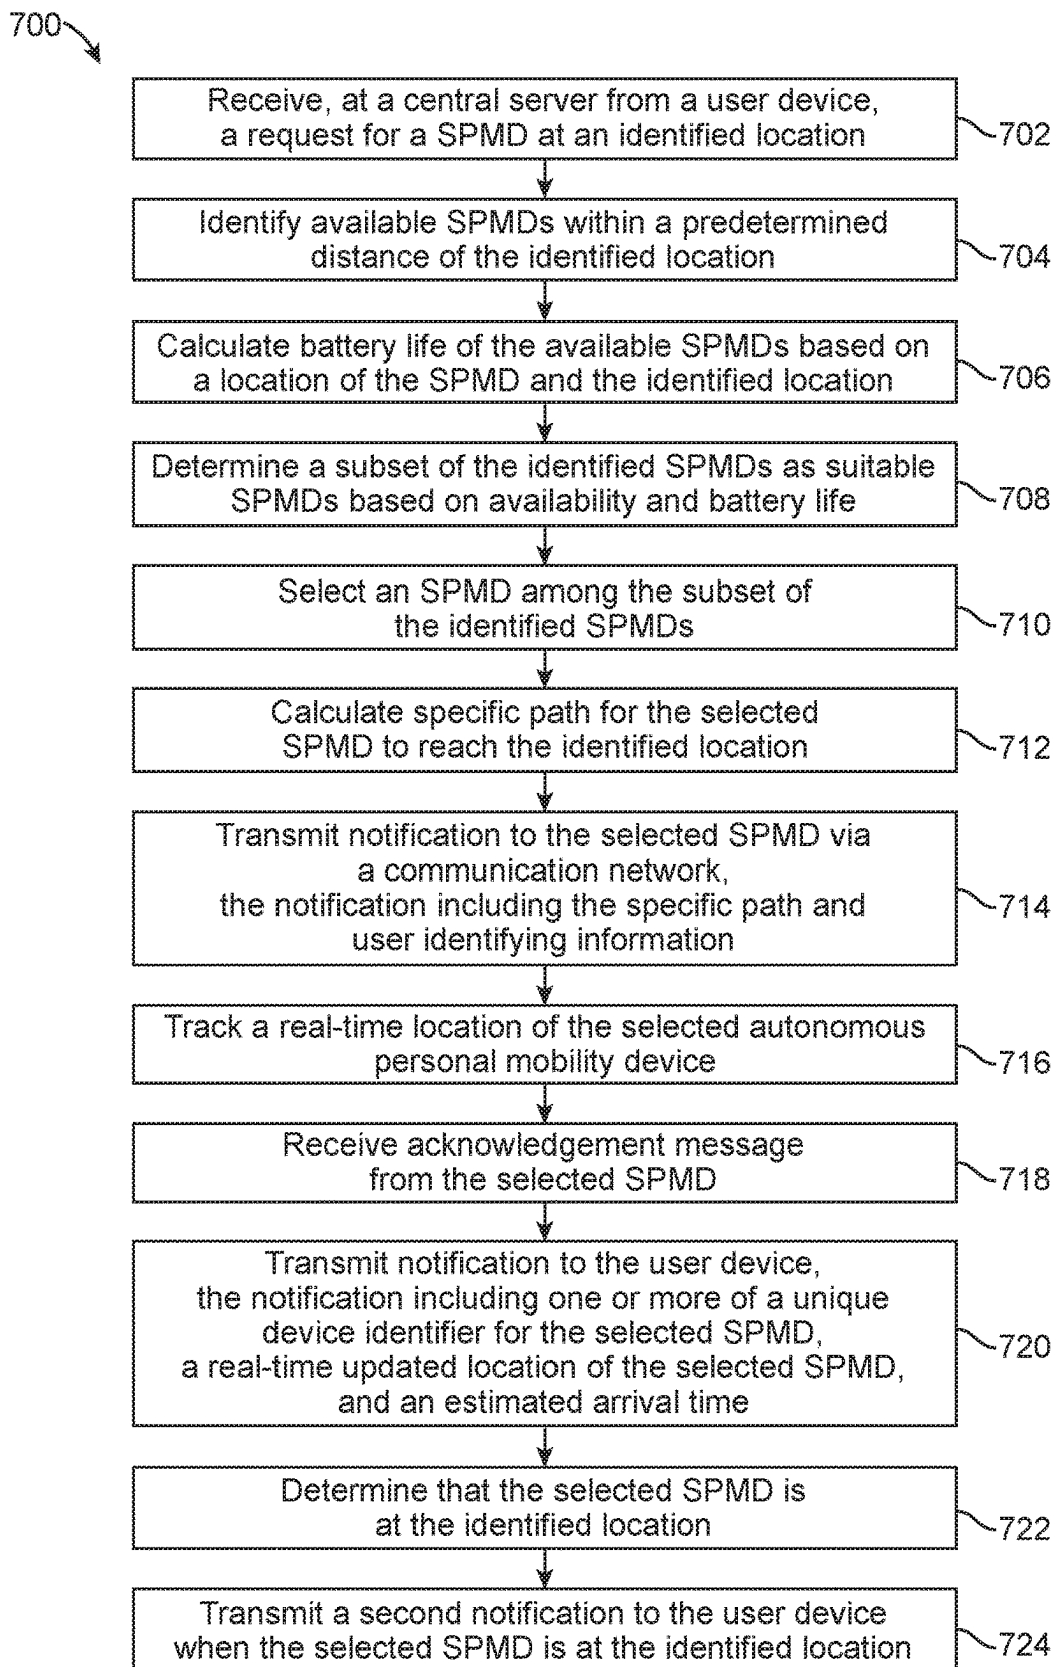 700
Receive, at a central server from a user device,
a request for a SPMD at an identified location
702
Identify available SPMDs within a predetermined
distance of the identified location
704
Calculate battery life of the available SPMDs based on
a location of the SPMD and the identified location
706
Determine a subset of the identified SPMDs as suitable
SPMDs based on availability and battery life
708
Select an SPMD among the subset of
the identified SPMDs
710
Calculate specific path for the selected
SPMD to reach the identified location
712
Transmit notification to the selected SPMD via
a communication network,
the notification including the specific path and
user identifying information
714
Track a real-time location of the selected autonomous
personal mobility device
716
Receive acknowledgement message
from the selected SPMD
718
Transmit notification to the user device,
the notification including one or more of a unique
device identifier for the selected SPMD,
a real-time updated location of the selected SPMD,
and an estimated arrival time
720
Determine that the selected SPMD is
at the identified location
722
Transmit a second notification to the user device
when the selected SPMD is at the identified location
724